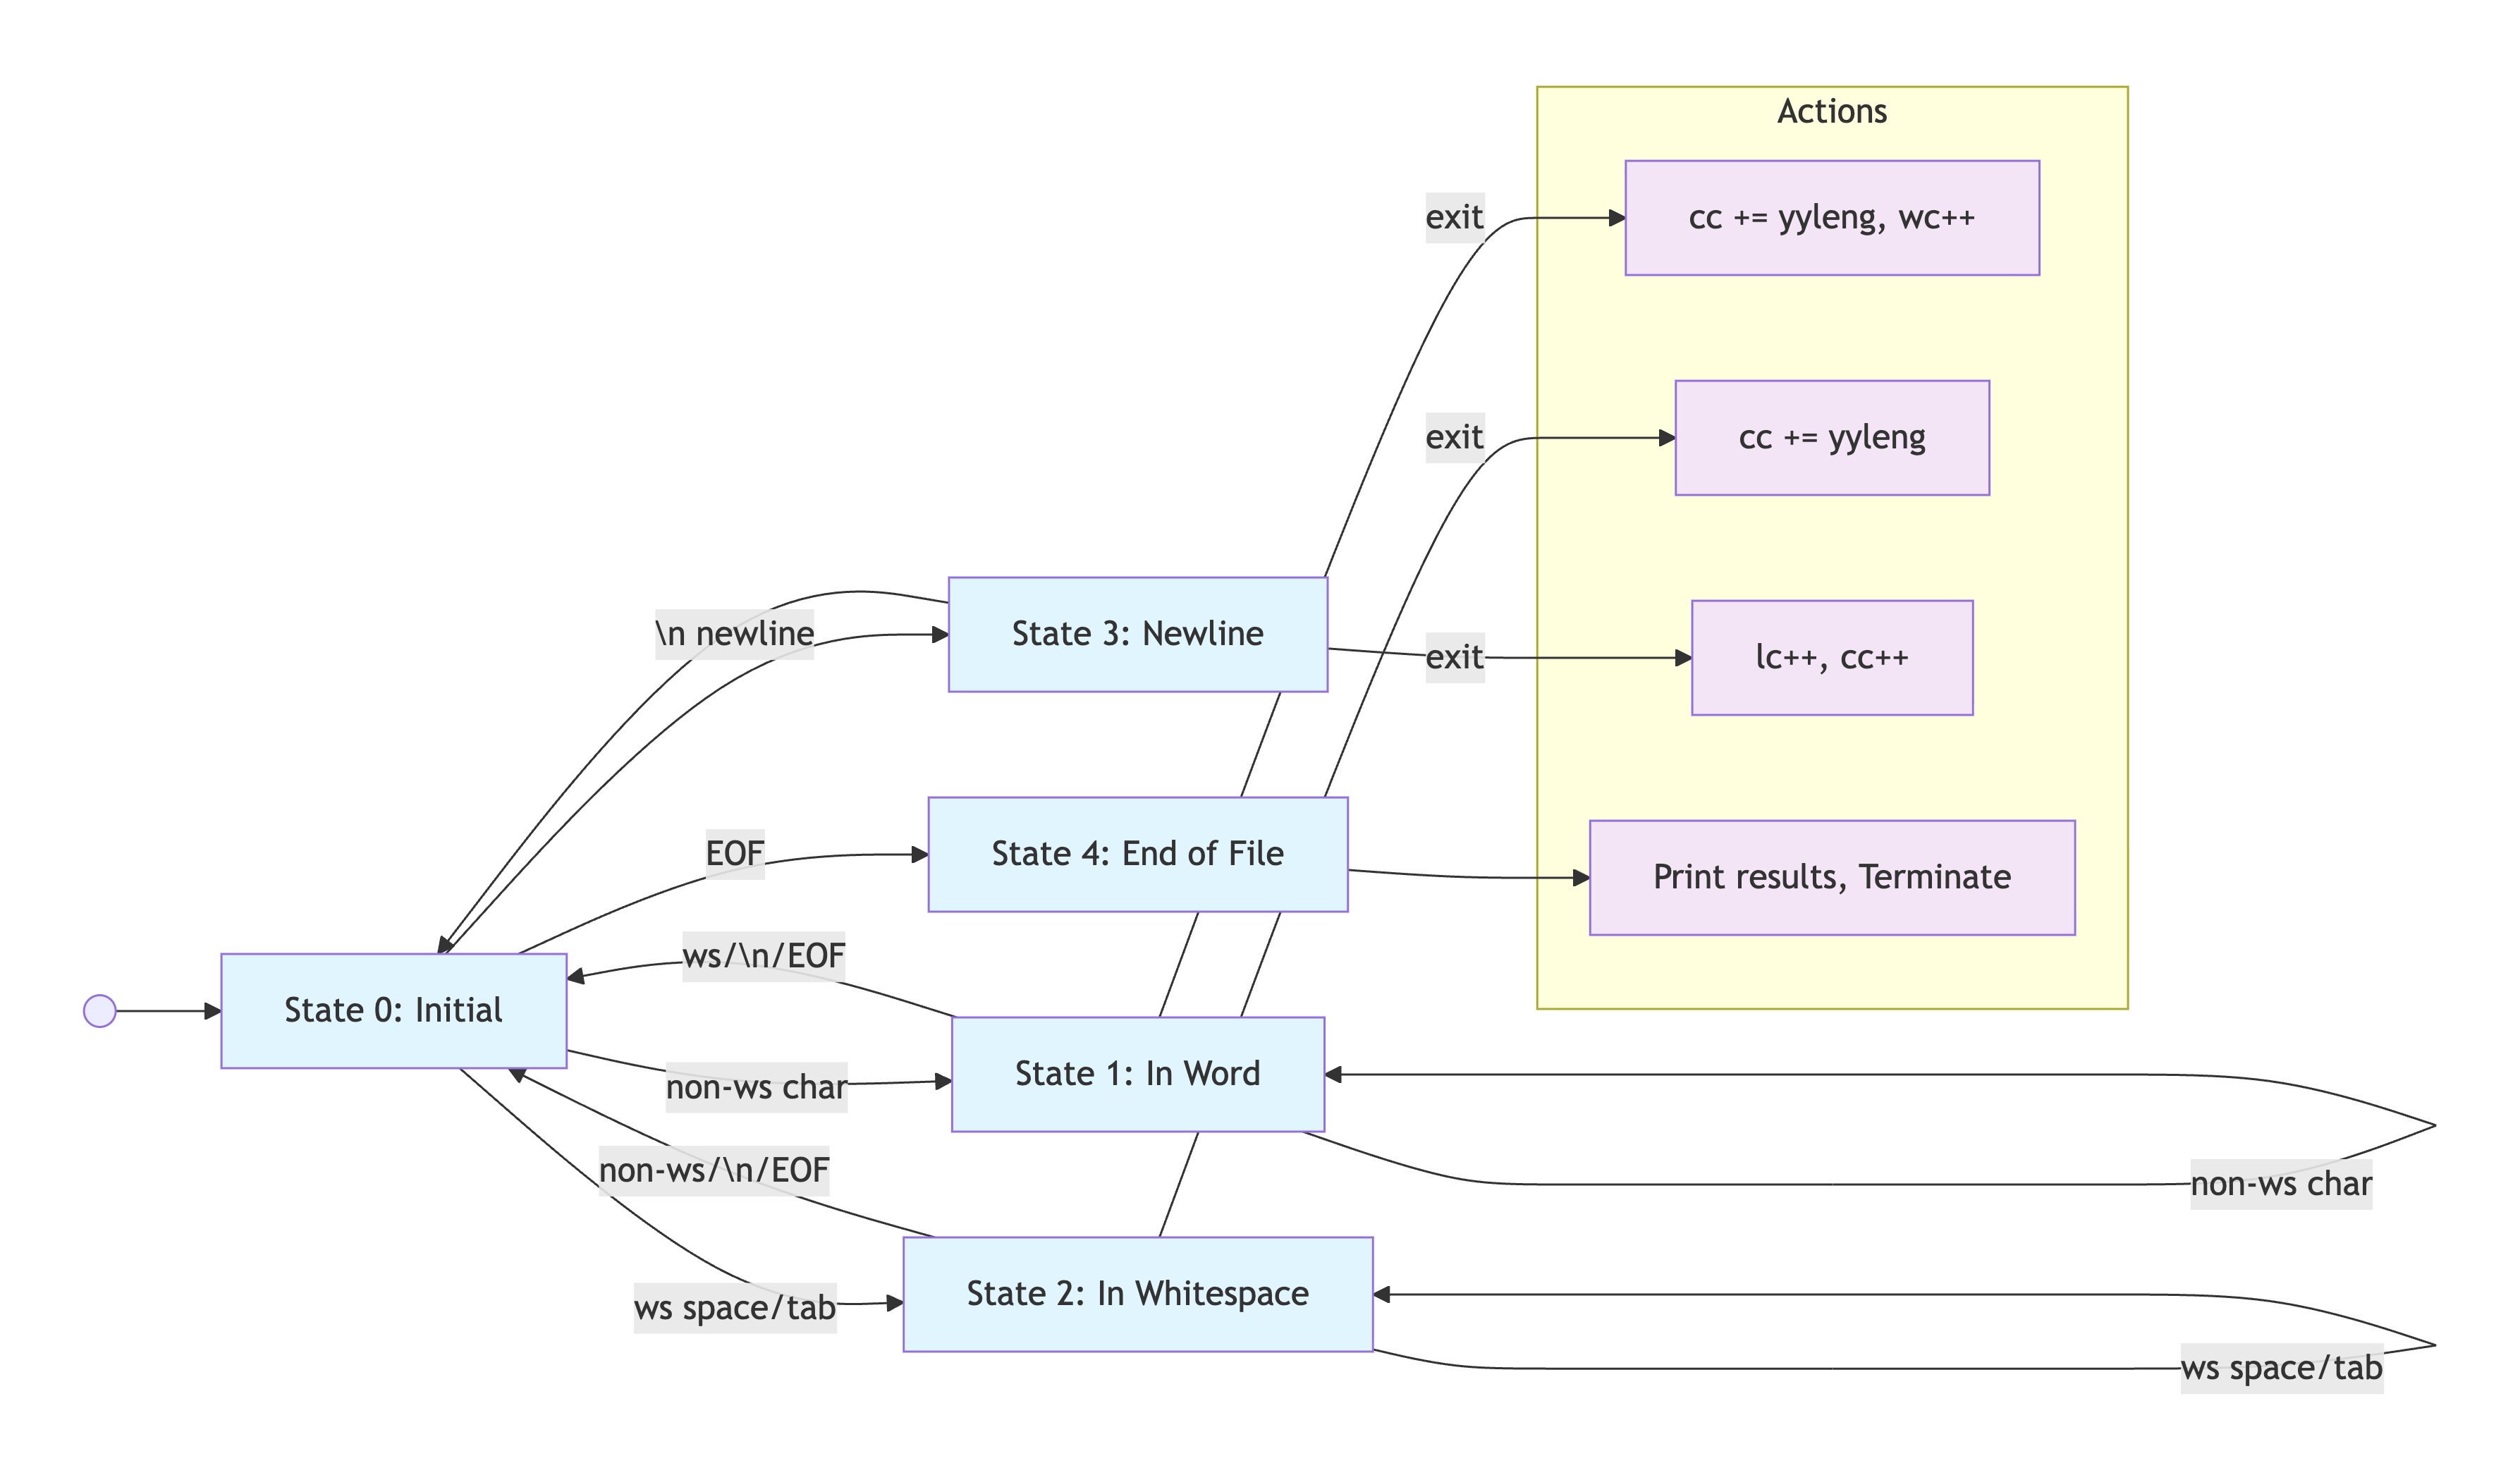 Actions
exit
cc += yyleng, wc++
exit
cc += yyleng
\n newline
State 3: Newline
exit
lc++, cc++
EOF
State 4: End of File
Print results, Terminate
ws/\n/EOF
State 0: Initial
non-ws char
State 1: In Word
non-ws/\n/EOF
non-ws char
ws space/tab
State 2: In Whitespace
ws space/tab